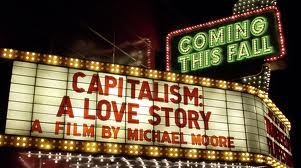 COMING
THIS FALL
CAPITALISM:
A LOVE STORY
A FILM BY MICHAEL MOORE